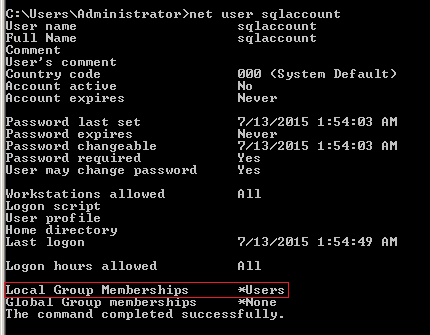 C:\Users\Administrator>net user sqlaccount
User name sqlaccount
Full Name sqlaccount
Comment
User's comment
Country code 000 (System Default)
Account active No
Account expires Never
Password last set 7/13/2015 1:54:03 AM
Password expires Never
Password changeable 7/13/2015 1:54:03 AM
Password required Yes
User may change password Yes
Workstations allowed All
Logon script
User profile
Home directory
Last logon 7/13/2015 1:54:49 AM
Logon hours allowed All
Local Group Memberships *Users
Global Group memberships *None
The command completed successfully.